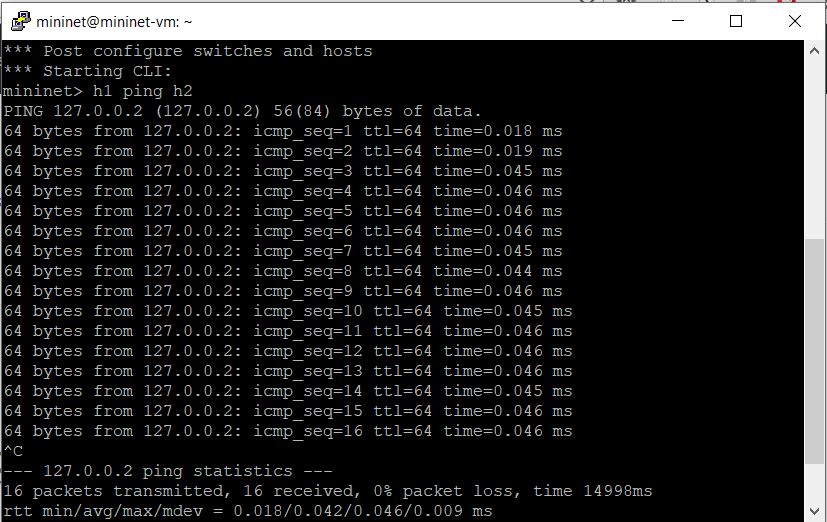 mininet@mininet-vm: ~
*** Post configure switches and hosts
*** Starting CLI:
mininet> h1 ping h2
PING 127.0.0.2 (127.0.0.2) 56(84) bytes of data.
64 bytes from 127.0.0.2: icmp_seq=1 ttl=64 time=0.018 ms
64 bytes from 127.0.0.2: icmp_seq=2 ttl=64 time=0.019 ms
64 bytes from 127.0.0.2: icmp_seq=3 ttl=64 time=0.045 ms
64 bytes from 127.0.0.2: icmp_seq=4 ttl=64 time=0.046 ms
64 bytes from 127.0.0.2: icmp_seq=5 ttl=64 time=0.046 ms
64 bytes from 127.0.0.2: icmp_seq=6 ttl=64 time=0.046 ms
64 bytes from 127.0.0.2: icmp_seq=7 ttl=64 time=0.045 ms
64 bytes from 127.0.0.2: icmp_seq=8 ttl=64 time=0.044 ms
64 bytes from 127.0.0.2: icmp_seq=9 ttl=64 time=0.046 ms
64 bytes from 127.0.0.2: icmp_seq=10 ttl=64 time=0.045 ms
64 bytes from 127.0.0.2: icmp_seq=11 ttl=64 time=0.046 ms
64 bytes from 127.0.0.2: icmp_seq=12 ttl=64 time=0.046 ms
64 bytes from 127.0.0.2: icmp_seq=13 ttl=64 time=0.046 ms
64 bytes from 127.0.0.2: icmp_seq=14 ttl=64 time=0.045 ms
64 bytes from 127.0.0.2: icmp_seq=15 ttl=64 time=0.046 ms
64 bytes from 127.0.0.2: icmp_seq=16 ttl=64 time=0.046 ms
^C
--- 127.0.0.2 ping statistics ---
16 packets transmitted, 16 received, 0% packet loss, time 14998ms
rtt min/avg/max/mdev = 0.018/0.042/0.046/0.009 ms